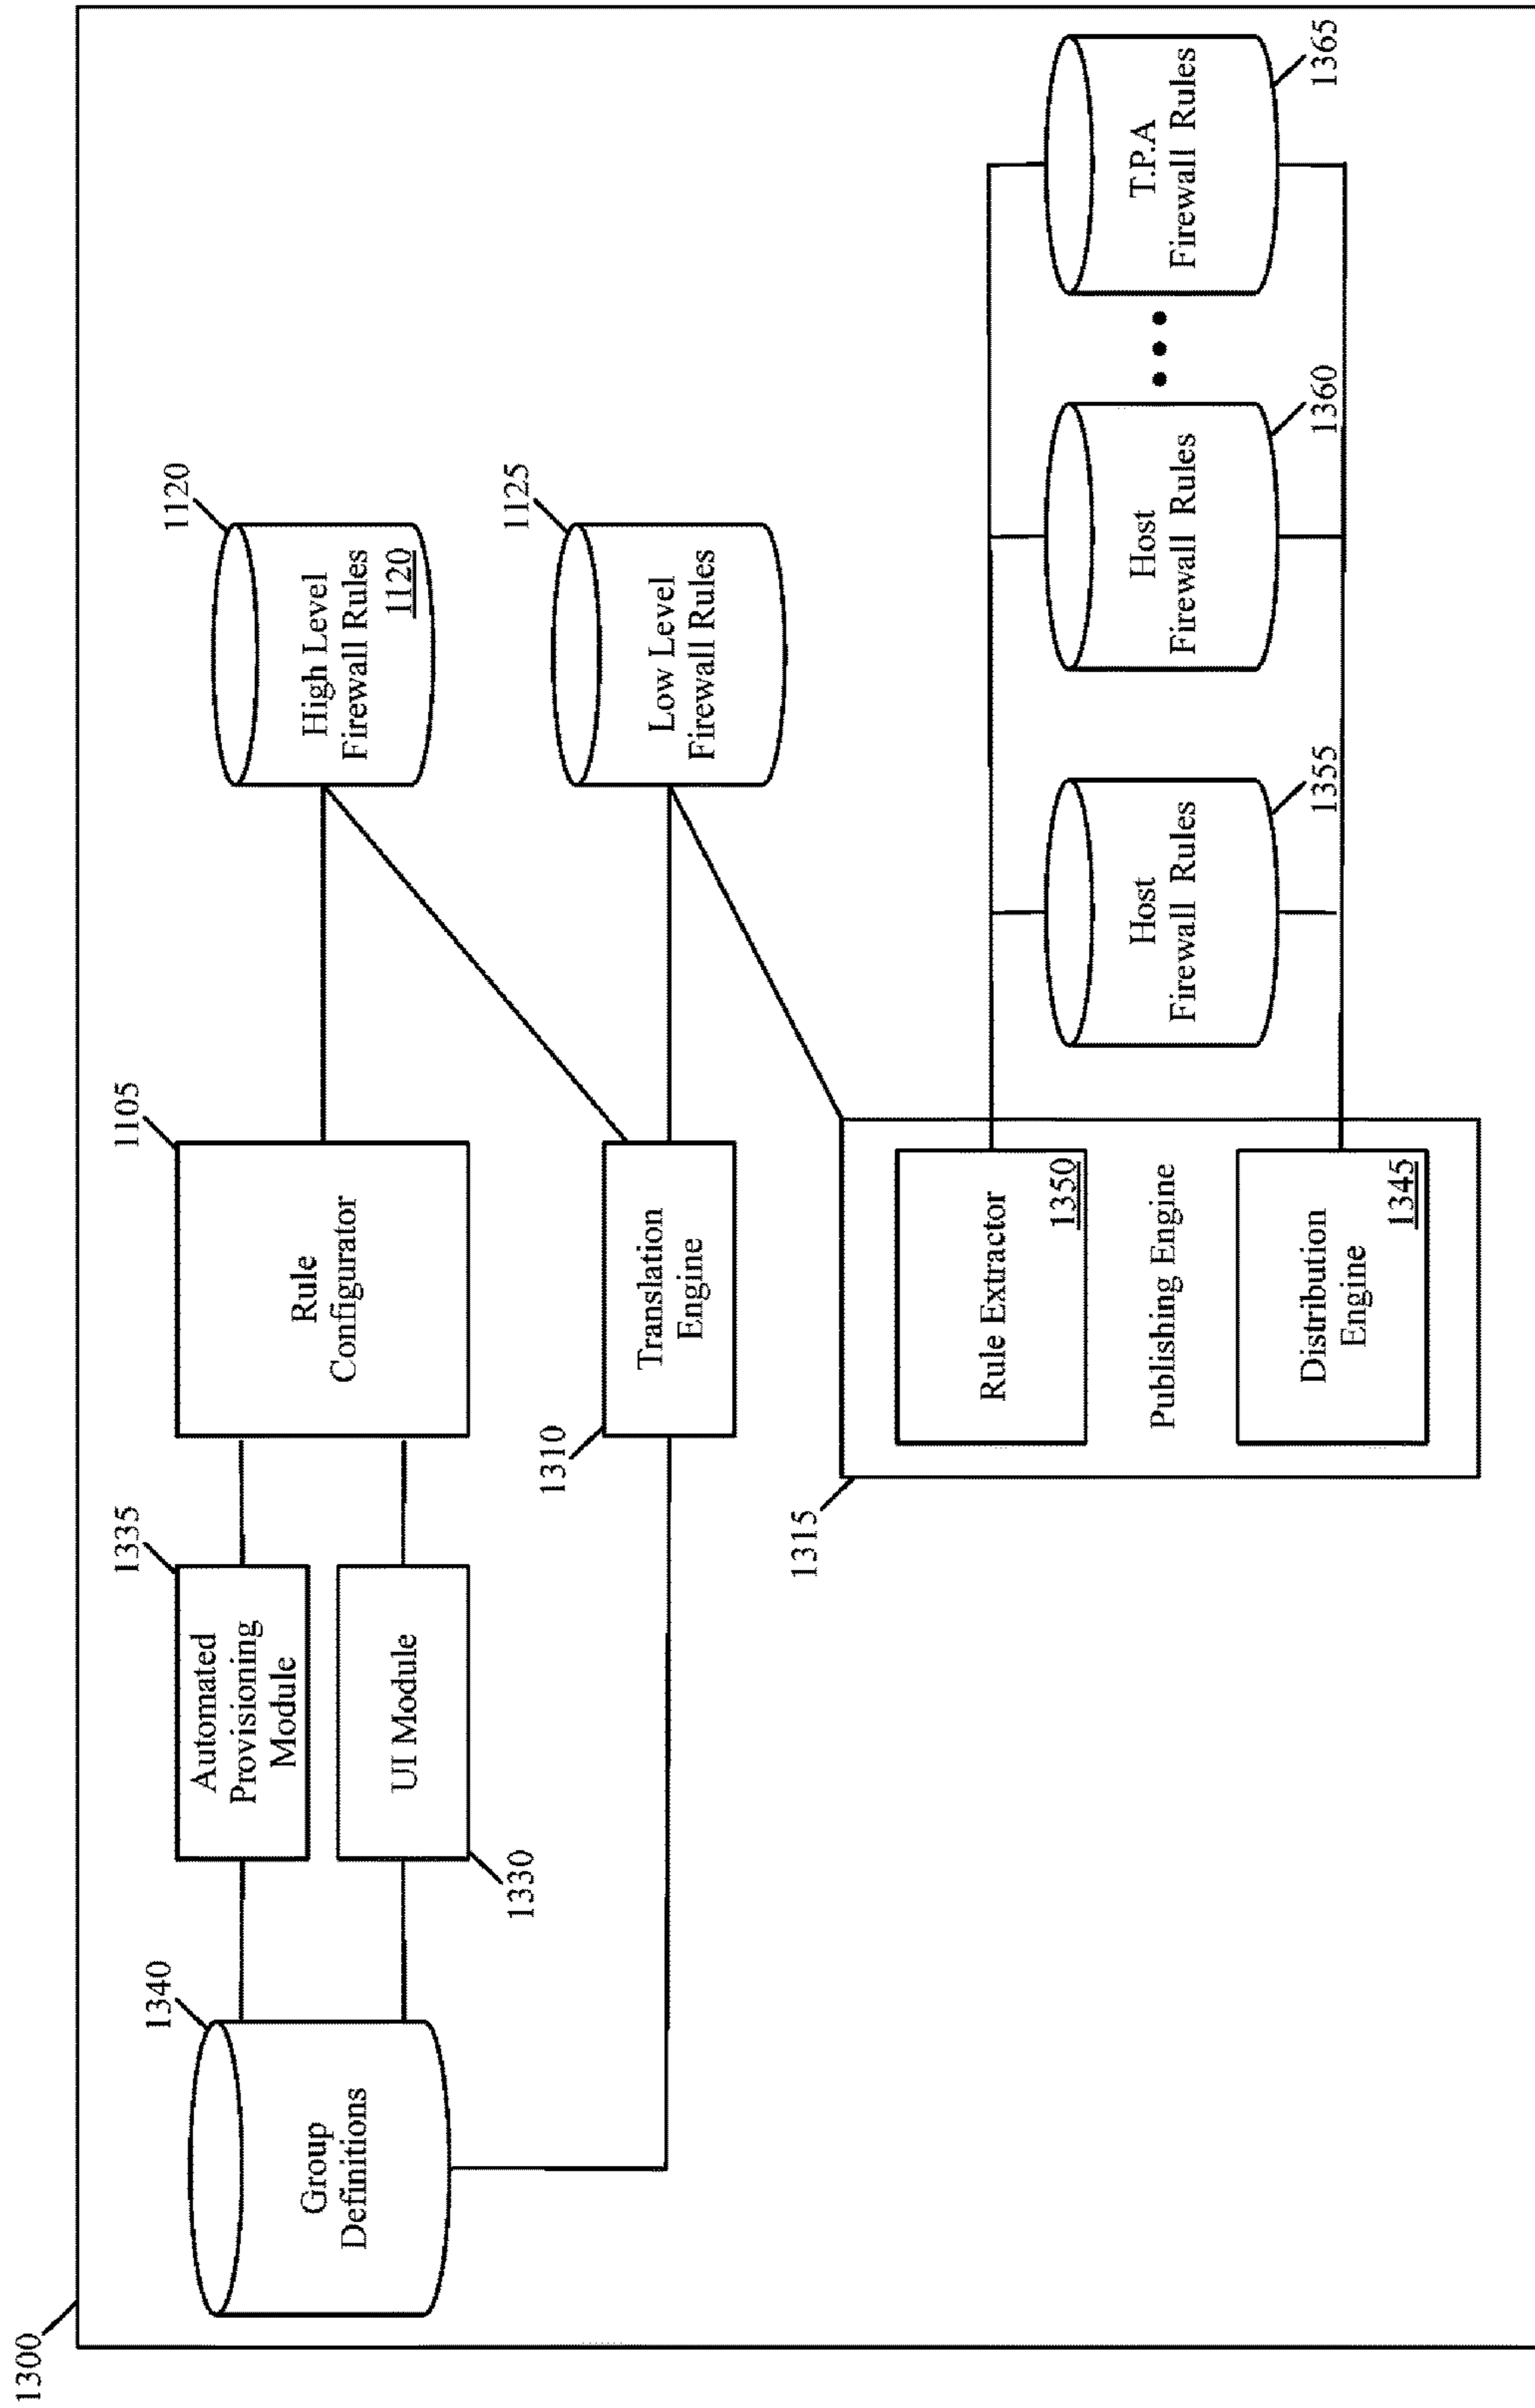 1300
1340
Group
Definitions
1335
Automated
Provisioning
Module
UI Module
1330
1105
Rule
Configurator
1120
High Level
Firewall Rules
1120
1310
Translation
Engine
1125
Low Level
Firewall Rules
1315
Rule Extractor
1350
Publishing Engine
Distribution
Engine
1345
Host
Firewall Rules
1355
Host
Firewall Rules
1360
T.P.A
Firewall Rules
1365